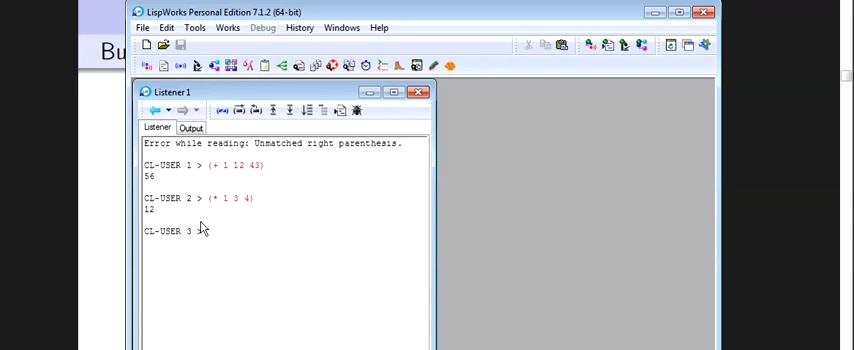 LispWorks Personal Edition 7.1.2 (64-bit)
Bu
File Edit Tools Works Debug History Windows Help
Listener 1
Listener Output
Error while reading: Unmatched right parenthesis.
CL-USER 1 > (+ 1 12 43)
56
CL-USER 2 > (* 1 3 4)
12
CL-USER 3 >